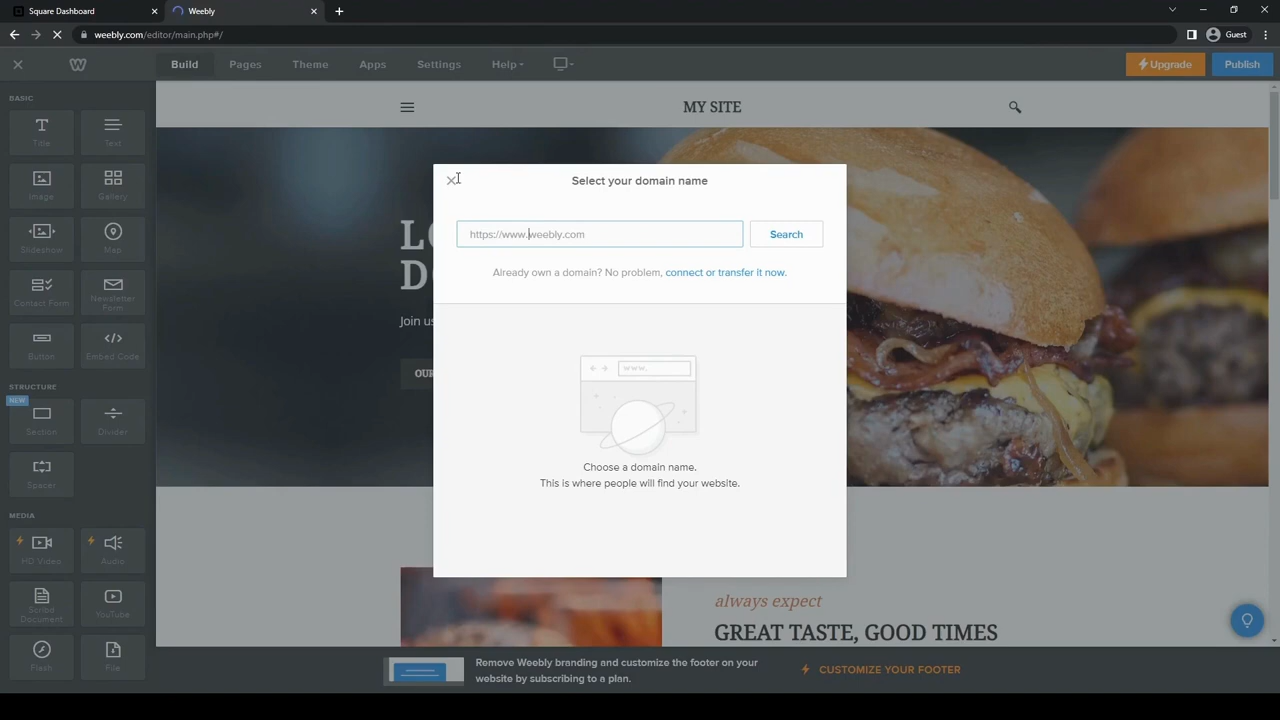 Square Dashboard
Weebly
weebly.com/editor/main.php#/
Guest
Build
Pages
Theme
Apps
Settings
Help
Upgrade
Publish
BASIC
Title
Text
Image
Gallery
Slideshow
Map
Contact Form
Newsletter
Form
Button
Embed Code
STRUCTURE
NEW
Section
Divider
Spacer
MEDIA
HD Video
Audio
Scribd
Document
YouTube
Flash
File
MY SITE
Join us
OUR
Select your domain name
https://www.weebly.com
Search
Already own a domain? No problem, connect or transfer it now.
www.
Choose a domain name.
This is where people will find your website.
always expect
GREAT TASTE, GOOD TIMES
Remove Weebly branding and customize the footer on your
website by subscribing to a plan.
CUSTOMIZE YOUR FOOTER